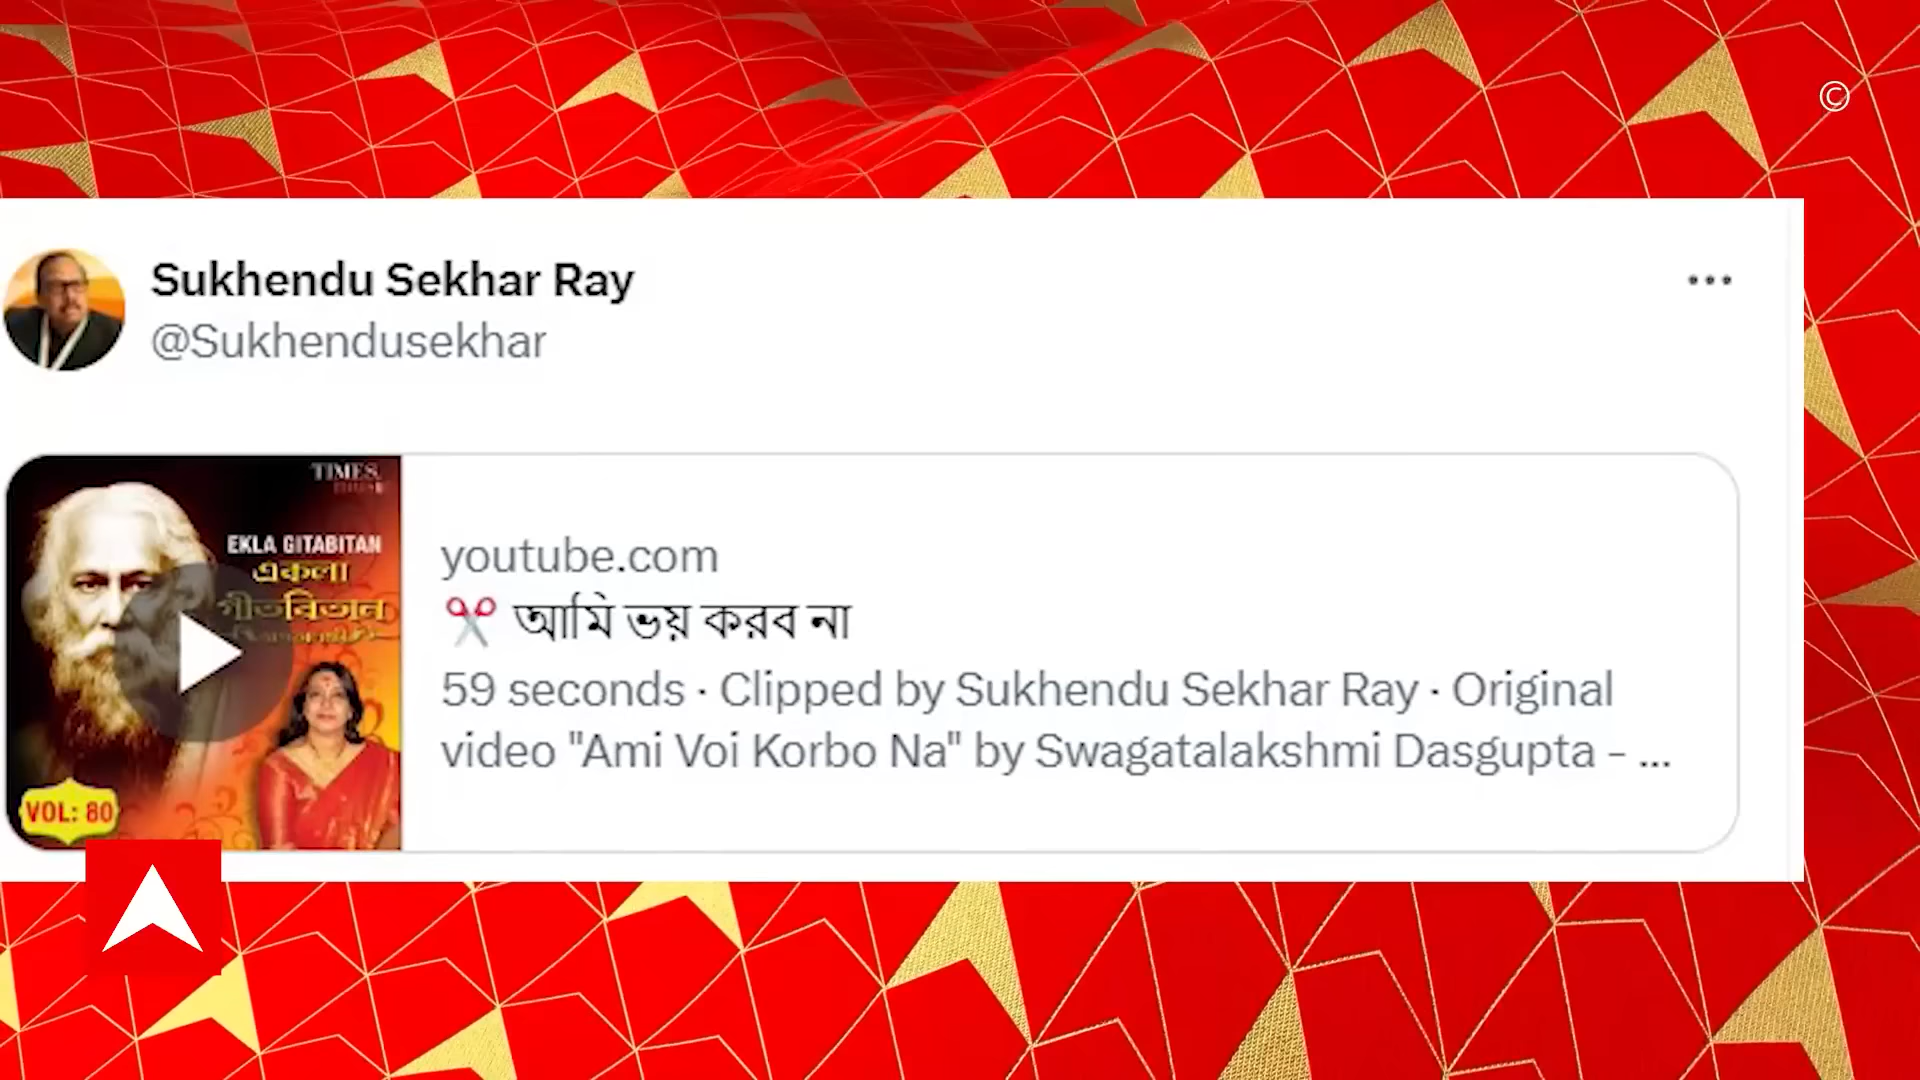 ©
Sukhendu Sekhar Ray
@Sukhendusekhar
TIMES
EKLA GITABITAN
একলা
গীতবিতান
VOL: 80
youtube.com
✂️ আমি ভয় করব না
59 seconds · Clipped by Sukhendu Sekhar Ray · Original
video "Ami Voi Korbo Na" by Swagatalakshmi Dasgupta – ...